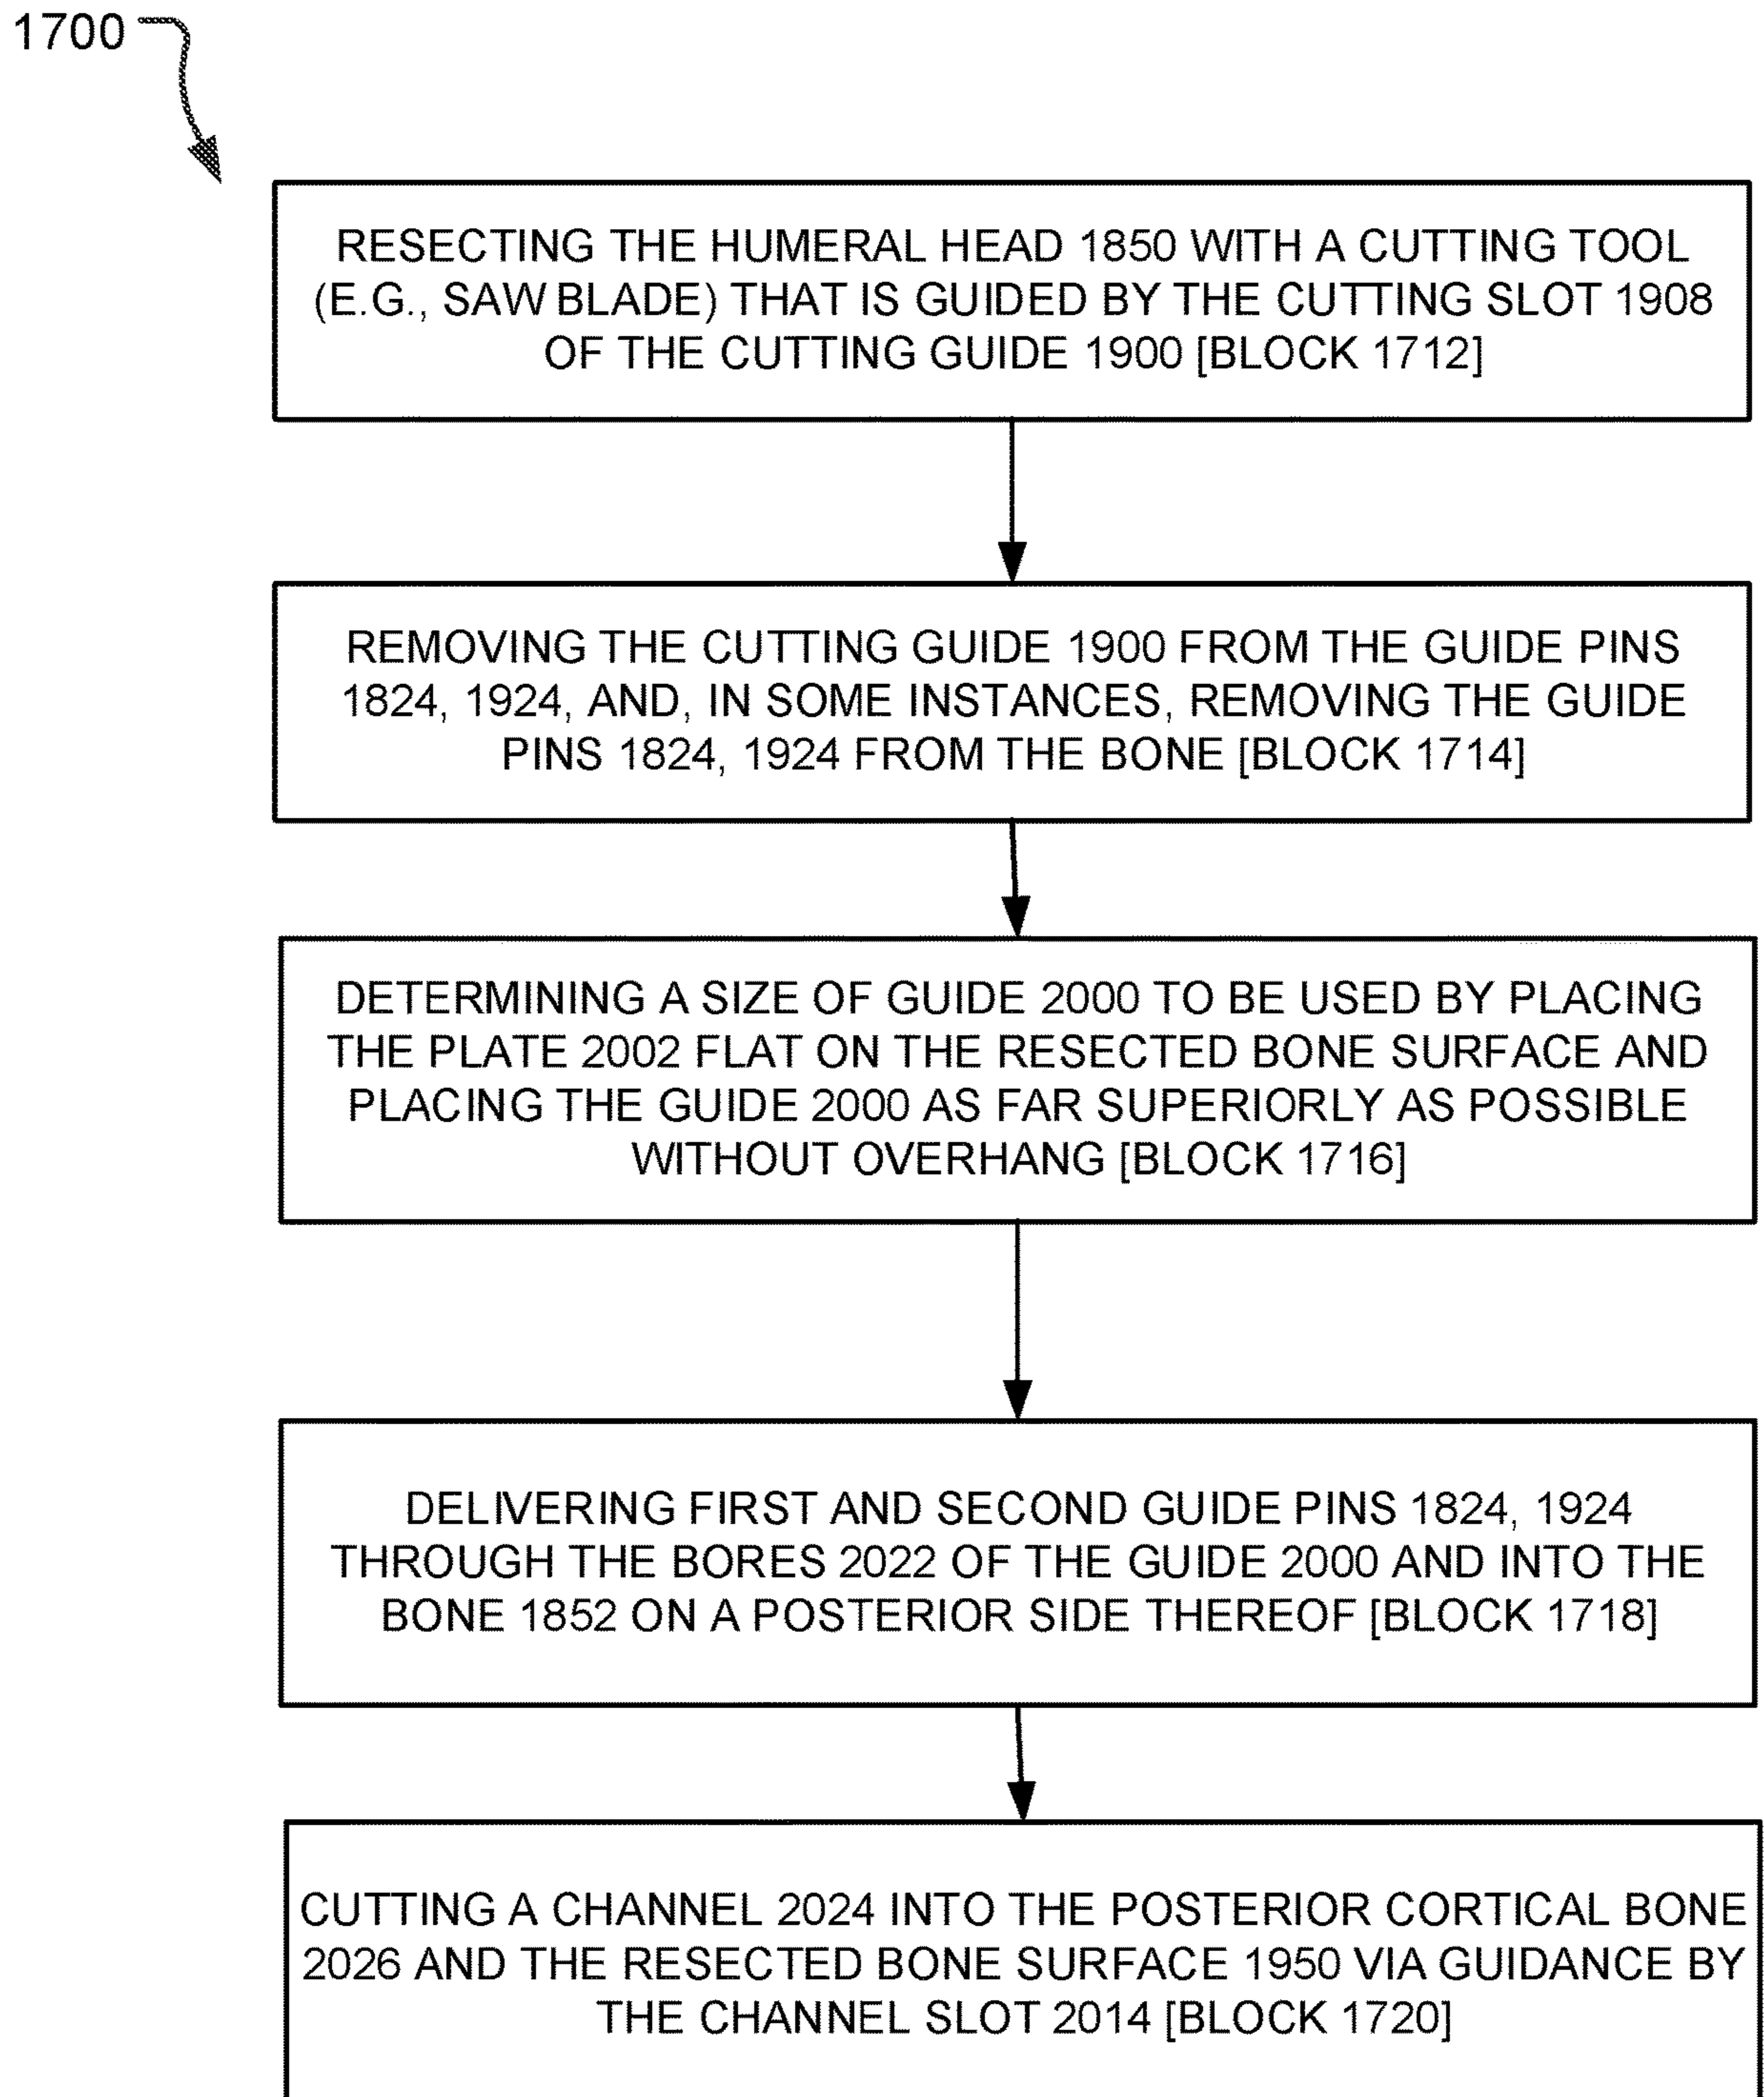 1700
RESECTING THE HUMERAL HEAD 1850 WITH A CUTTING TOOL
(E.G., SAW BLADE) THAT IS GUIDED BY THE CUTTING SLOT 1908
OF THE CUTTING GUIDE 1900 [BLOCK 1712]
REMOVING THE CUTTING GUIDE 1900 FROM THE GUIDE PINS
1824, 1924, AND, IN SOME INSTANCES, REMOVING THE GUIDE
PINS 1824, 1924 FROM THE BONE [BLOCK 1714]
DETERMINING A SIZE OF GUIDE 2000 TO BE USED BY PLACING
THE PLATE 2002 FLAT ON THE RESECTED BONE SURFACE AND
PLACING THE GUIDE 2000 AS FAR SUPERIORLY AS POSSIBLE
WITHOUT OVERHANG [BLOCK 1716]
DELIVERING FIRST AND SECOND GUIDE PINS 1824, 1924
THROUGH THE BORES 2022 OF THE GUIDE 2000 AND INTO THE
BONE 1852 ON A POSTERIOR SIDE THEREOF [BLOCK 1718]
CUTTING A CHANNEL 2024 INTO THE POSTERIOR CORTICAL BONE
2026 AND THE RESECTED BONE SURFACE 1950 VIA GUIDANCE BY
THE CHANNEL SLOT 2014 [BLOCK 1720]